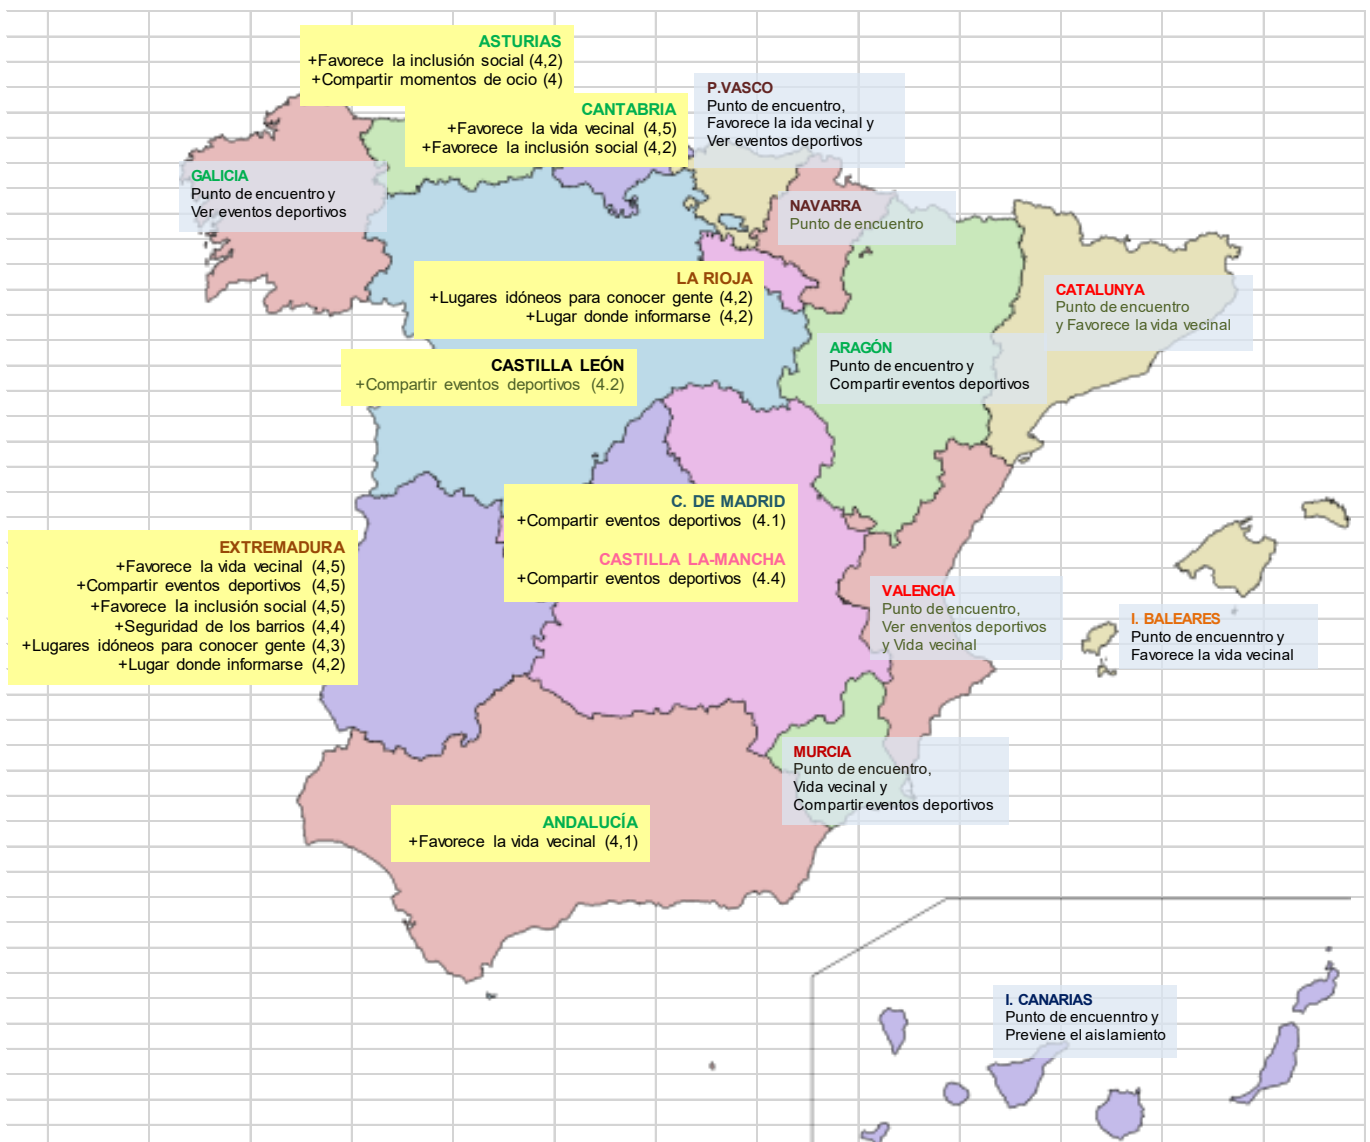 ASTURIAS
+Favorece la inclusión social (4,2)
+Compartir momentos de ocio (4)
CANTABRIA
+Favorece la vida vecinal (4,5)
+Favorece la inclusión social (4,2)
P.VASCO
Punto de encuentro,
Favorece la ida vecinal y
Ver eventos deportivos
GALICIA
Punto de encuentro y
Ver eventos deportivos
NAVARRA
Punto de encuentro
LA RIOJA
+Lugares idóneos para conocer gente (4,2)
+Lugar donde informarse (4,2)
CATALUNYA
Punto de encuentro
y Favorece la vida vecinal
ARAGÓN
Punto de encuentro y
Compartir eventos deportivos
CASTILLA LEÓN
+Compartir eventos deportivos (4.2)
C. DE MADRID
+Compartir eventos deportivos (4.1)
CASTILLA LA-MANCHA
+Compartir eventos deportivos (4.4)
EXTREMADURA
+Favorece la vida vecinal (4,5)
+Compartir eventos deportivos (4,5)
+Favorece la inclusión social (4,5)
+Seguridad de los barrios (4,4)
+Lugares idóneos para conocer gente (4,3)
+Lugar donde informarse (4,2)
VALENCIA
Punto de encuentro,
Ver enventos deportivos
y Vida vecinal
I. BALEARES
Punto de encuenntro y
Favorece la vida vecinal
MURCIA
Punto de encuentro,
Vida vecinal y
Compartir eventos deportivos
ANDALUCÍA
+Favorece la vida vecinal (4,1)
I. CANARIAS
Punto de encuenntro y
Previene el aislamiento